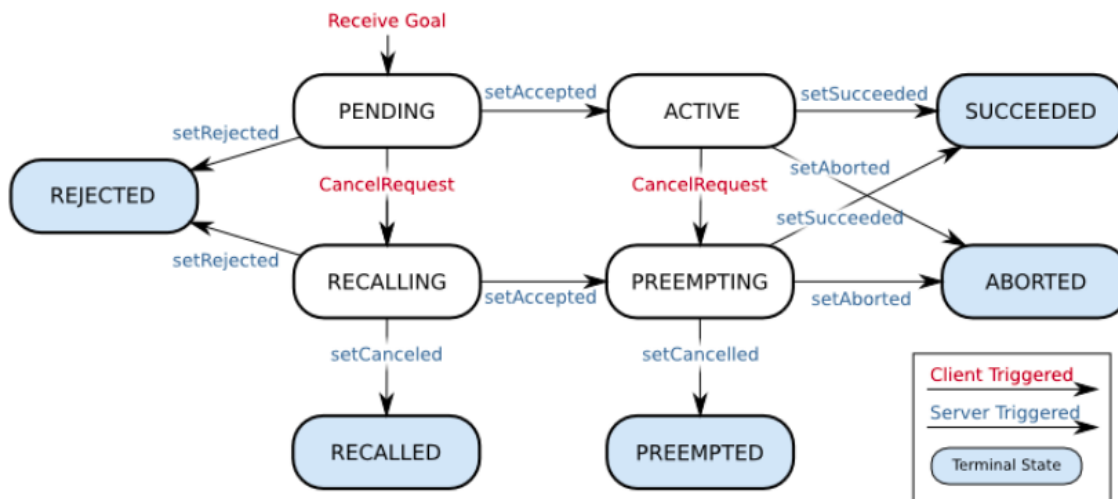 Receive Goal
PENDING
setAccepted
ACTIVE
setSucceeded
SUCCEEDED
setRejected
REJECTED
CancelRequest
CancelRequest
setAborted
setSucceeded
setRejected
RECALLING
setAccepted
PREEMPTING
setAborted
ABORTED
setCanceled
setCancelled
RECALLED
PREEMPTED
Client Triggered
Server Triggered
Terminal State